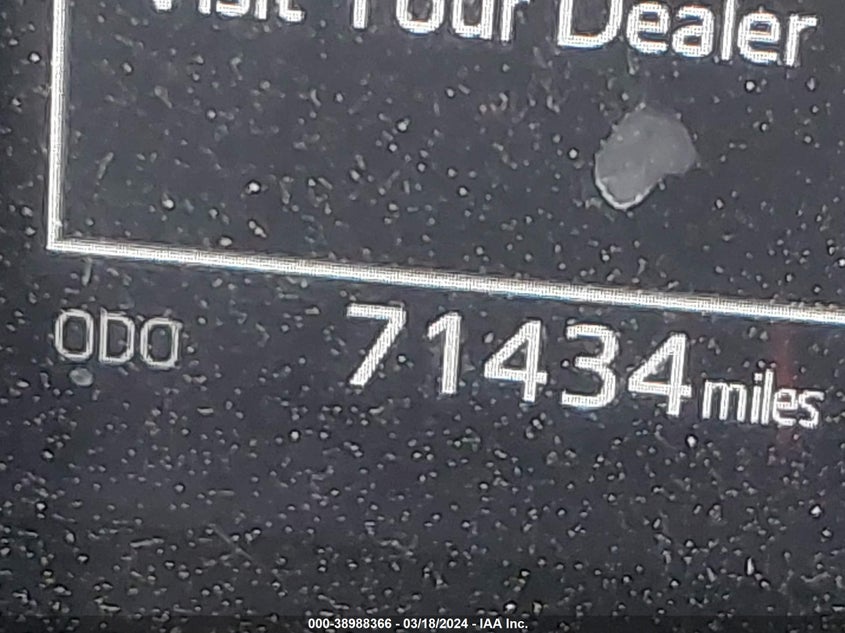 Visit Your Dealer
ODO 71434 miles
000-38988366 - 03/18/2024 - IAA Inc.